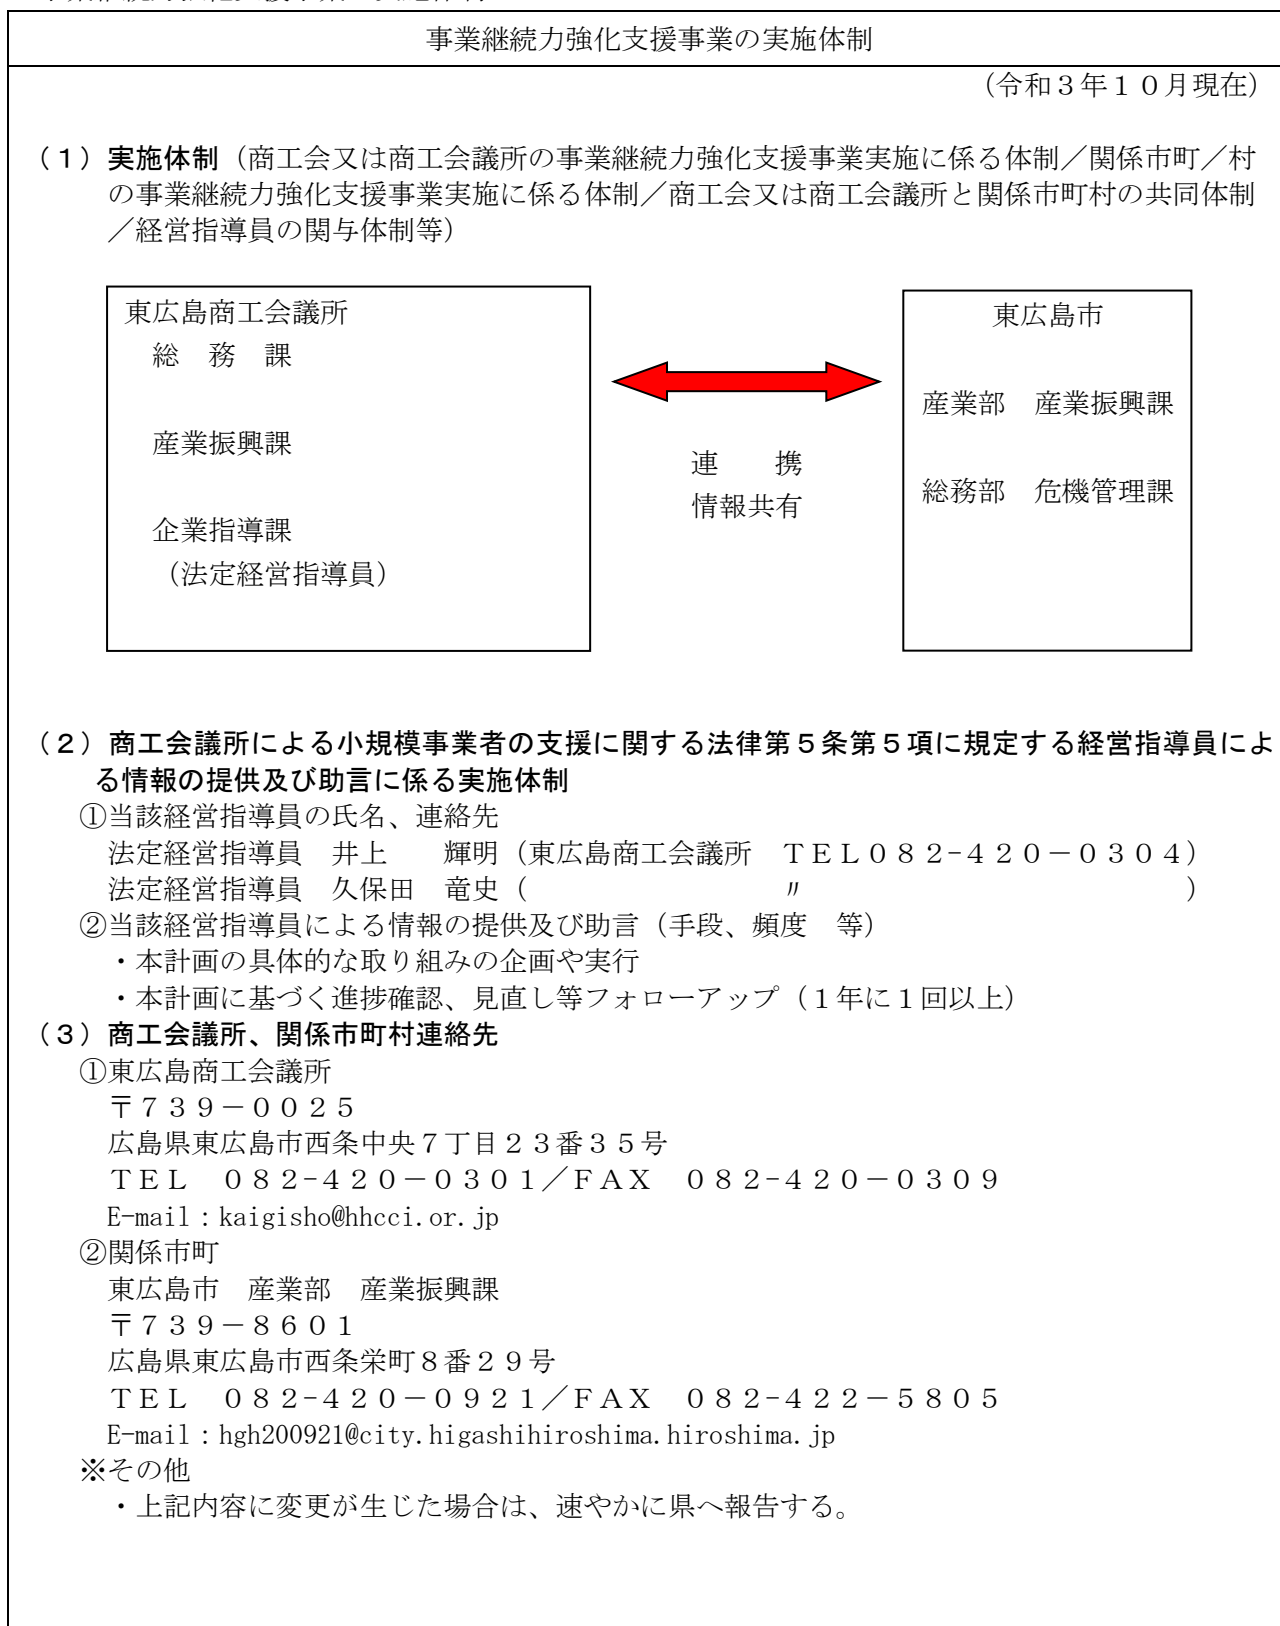 事業継続力強化支援事業の実施体制
（令和３年１０月現在）
（１）実施体制（商工会又は商工会議所の事業継続力強化支援事業実施に係る体制／関係市町／村
の事業継続力強化支援事業実施に係る体制／商工会又は商工会議所と関係市町村の共同体制
／経営指導員の関与体制等）
東広島商工会議所
総　務　課
産業振興課
企業指導課
（法定経営指導員）
連　　携
情報共有
東広島市
産業部　産業振興課
総務部　危機管理課
（２）商工会議所による小規模事業者の支援に関する法律第５条第５項に規定する経営指導員によ
る情報の提供及び助言に係る実施体制
①当該経営指導員の氏名、連絡先
法定経営指導員　井上　　輝明（東広島商工会議所　ＴＥＬ０８２-４２０－０３０４）
法定経営指導員　久保田　竜史（　　　　　　　　　〃　　　　　　　　　　　　　　）
②当該経営指導員による情報の提供及び助言（手段、頻度　等）
・本計画の具体的な取り組みの企画や実行
・本計画に基づく進捗確認、見直し等フォローアップ（１年に１回以上）
（３）商工会議所、関係市町村連絡先
①東広島商工会議所
〒７３９－００２５
広島県東広島市西条中央７丁目２３番３５号
ＴＥＬ　０８２-４２０－０３０１／ＦＡＸ　０８２-４２０－０３０９
E-mail：kaigisho@hhcci.or.jp
②関係市町
東広島市　産業部　産業振興課
〒７３９－８６０１
広島県東広島市西条栄町８番２９号
ＴＥＬ　０８２-４２０－０９２１／ＦＡＸ　０８２-４２２－５８０５
E-mail：hgh200921@city.higashihiroshima.hiroshima.jp
※その他
・上記内容に変更が生じた場合は、速やかに県へ報告する。